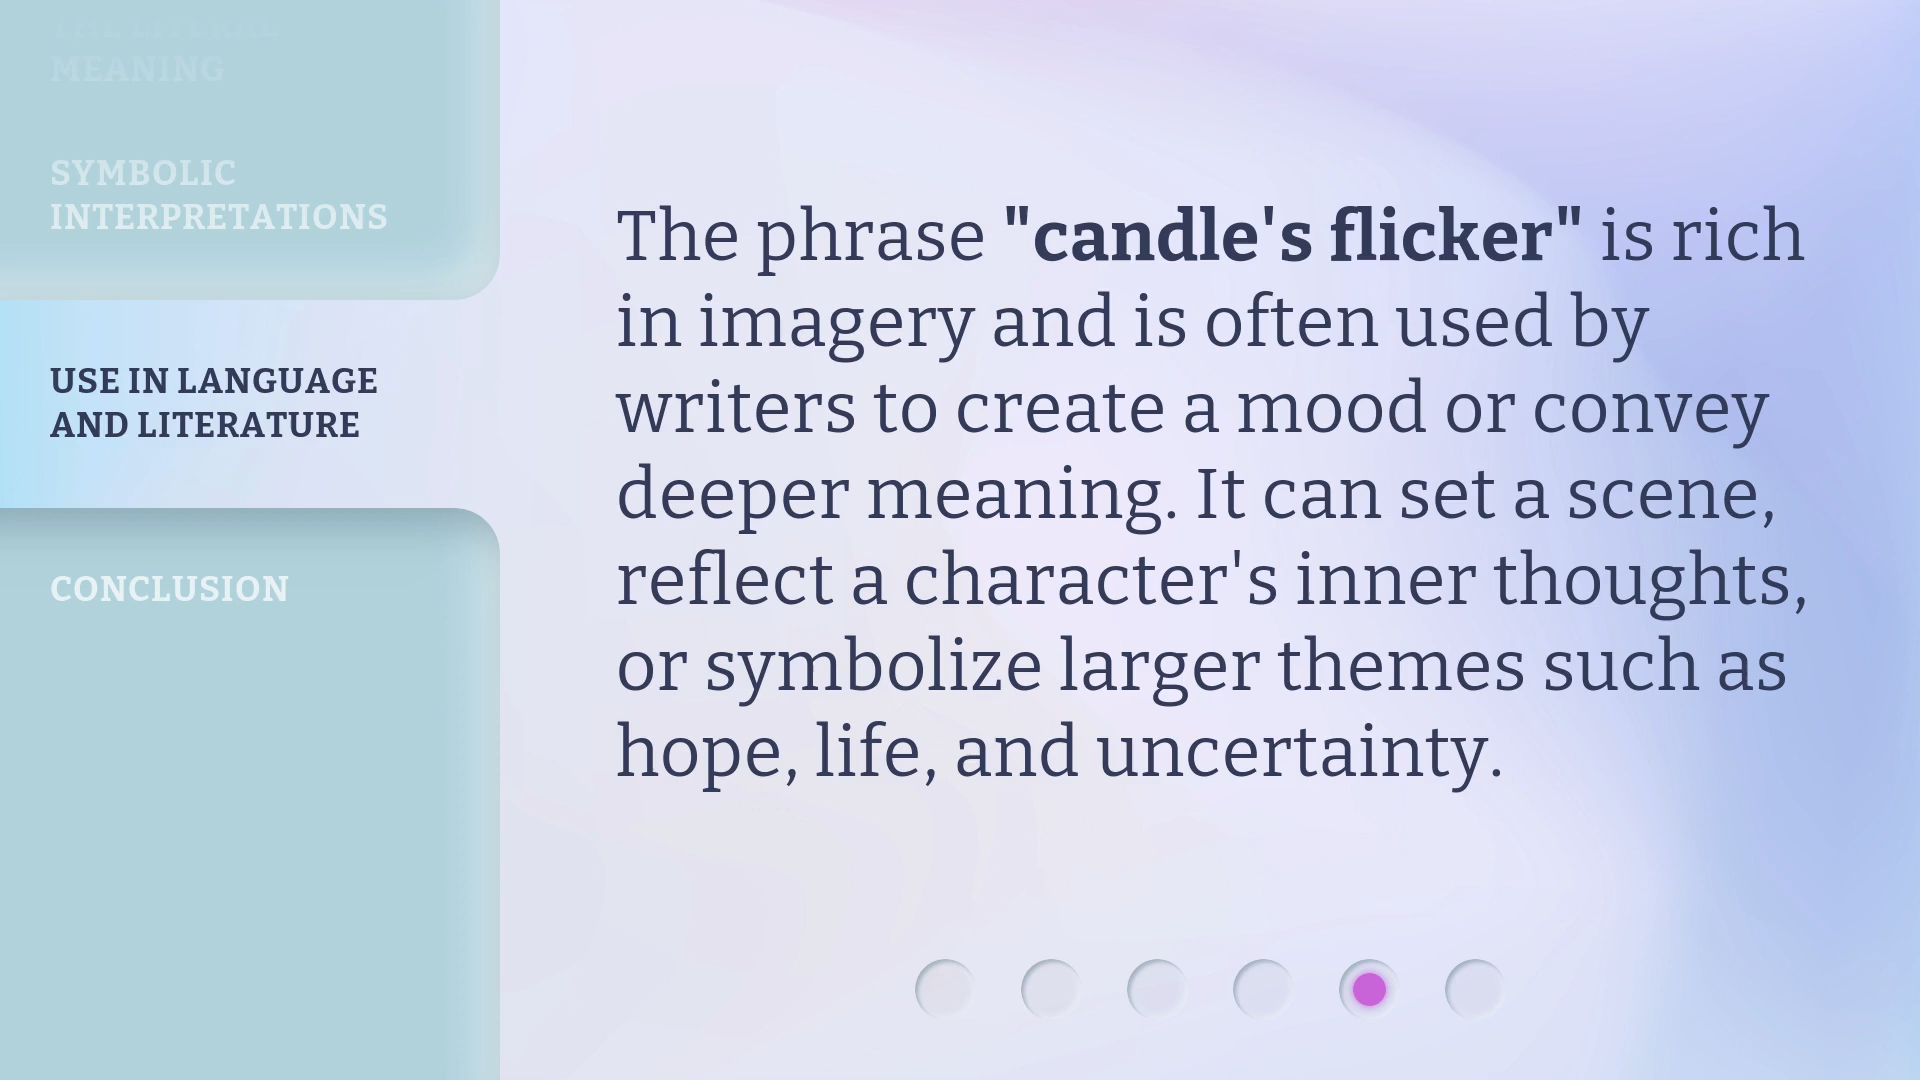 MEANING
SYMBOLIC
INTERPRETATIONS
USE IN LANGUAGE
AND LITERATURE
CONCLUSION
The phrase "candle's flicker" is rich
in imagery and is often used by
writers to create a mood or convey
deeper meaning. It can set a scene,
reflect a character's inner thoughts,
or symbolize larger themes such as
hope, life, and uncertainty.